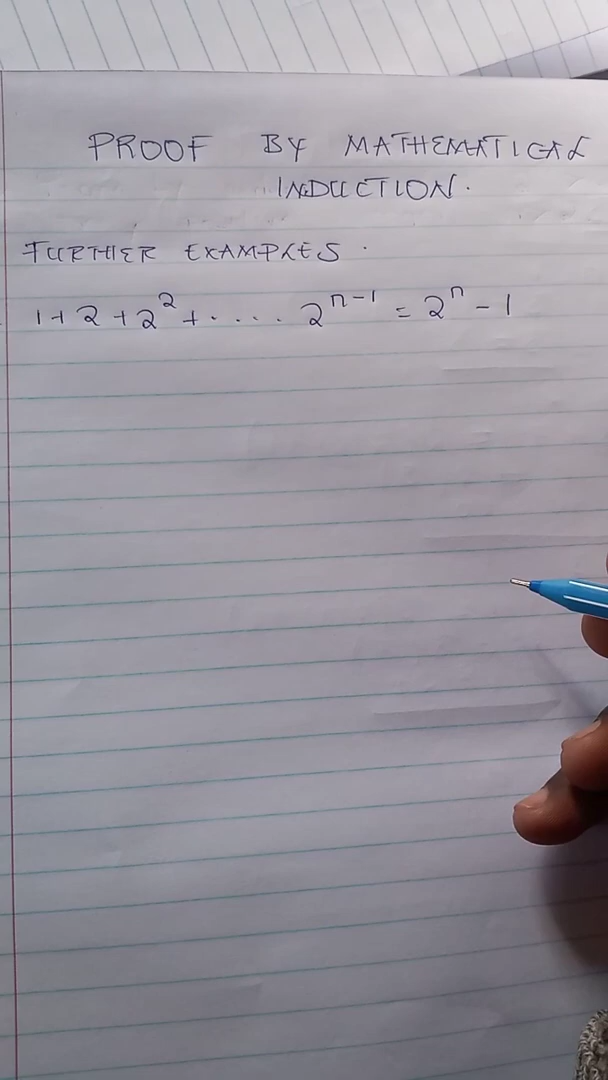 PROOF BY MATHEMATICAL
INDUCTION.
FURTHER EXAMPLES.
1+2+2²+.... 2ⁿ⁻¹ = 2ⁿ - 1